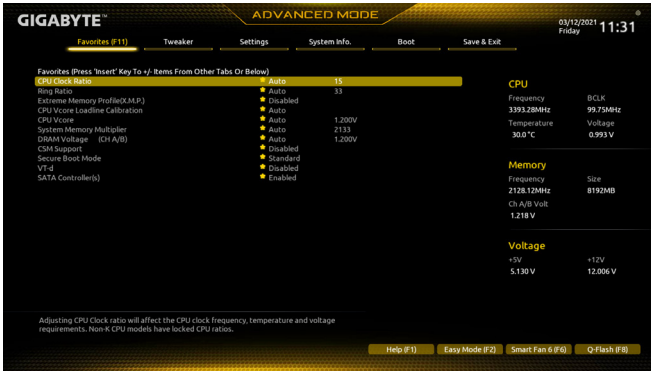 GIGABYTE™
ADVANCED MODE
03/12/2021 Friday 11:31
Favorites (F11) Tweaker Settings System Info. Boot Save & Exit
Favorites (Press 'Insert' Key To +/- Items From Other Tabs Or Below)
CPU Clock Ratio Auto 15
Ring Ratio Auto 33
Extreme Memory Profile(X.M.P.) Disabled
CPU Vcore Loadline Calibration Auto
CPU Vcore Auto 1.200V
System Memory Multiplier Auto 2133
DRAM Voltage (CH A/B) Auto 1.200V
CSM Support Disabled
Secure Boot Mode Standard
VT-d Disabled
SATA Controller(s) Enabled
CPU
Frequency BCLK
3393.28MHz 99.75MHz
Temperature Voltage
30.0 °C 0.993 V
Memory
Frequency Size
2128.12MHz 8192MB
Ch A/B Volt
1.218 V
Voltage
+5V +12V
5.130 V 12.006 V
Adjusting CPU Clock ratio will affect the CPU clock frequency, temperature and voltage
requirements. Non-K CPU models have locked CPU ratios.
Help (F1) Easy Mode (F2) Smart Fan 6 (F6) Q-Flash (F8)